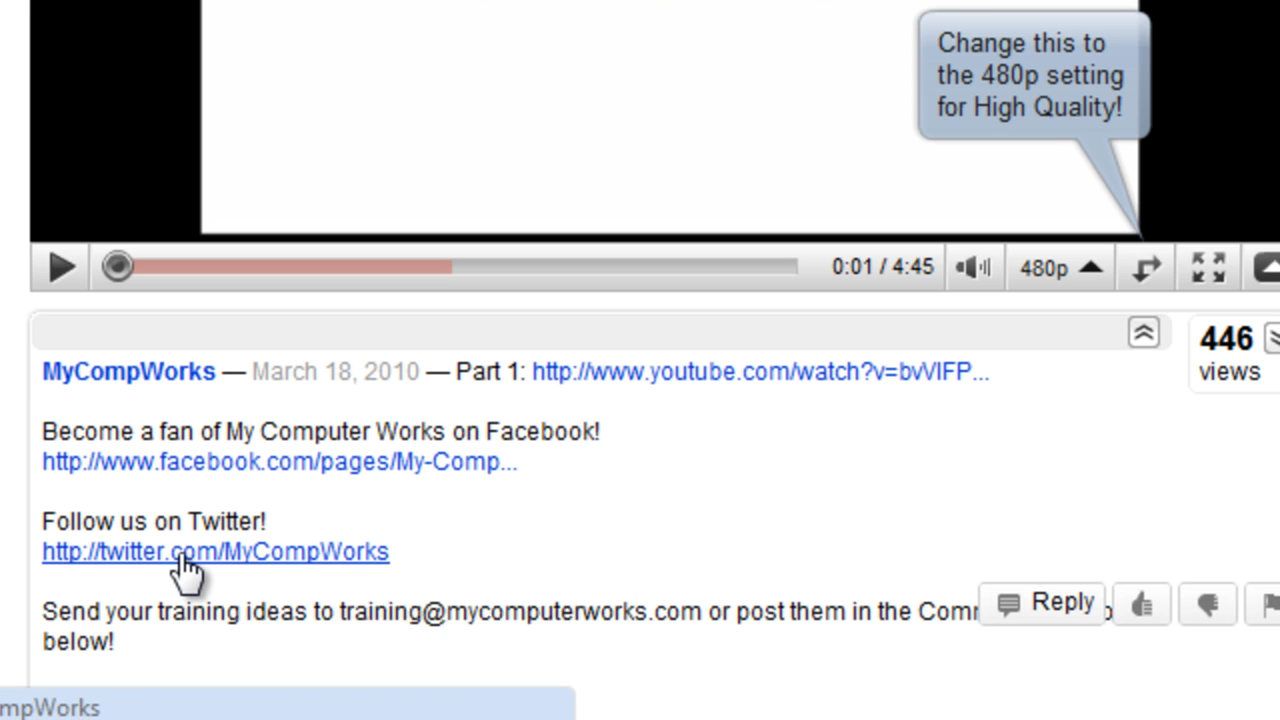 Change this to
the 480p setting
for High Quality!
0:01 / 4:45
480p
MyCompWorks — March 18, 2010 — Part 1: http://www.youtube.com/watch?v=bvVIFP...
446
views
Become a fan of My Computer Works on Facebook!
http://www.facebook.com/pages/My-Comp...
Follow us on Twitter!
http://twitter.com/MyCompWorks
Send your training ideas to training@mycomputerworks.com or post them in the
Reply
below!
mpWorks